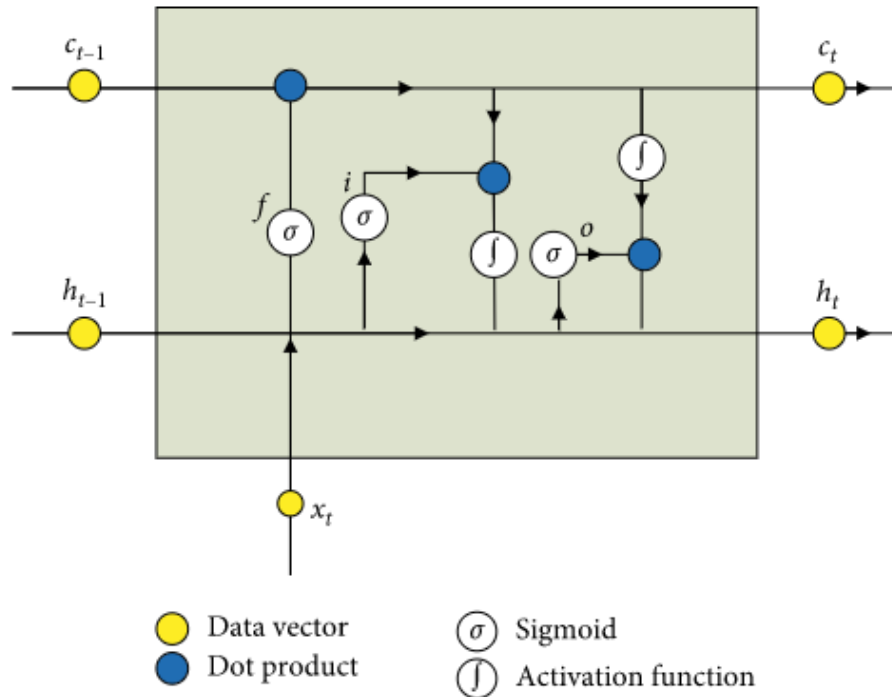 c_{t–1}
c_t
f
σ
i
σ
∫
∫
σ
o
h_{t–1}
h_t
x_t
Data vector
Dot product
σ Sigmoid
∫ Activation function